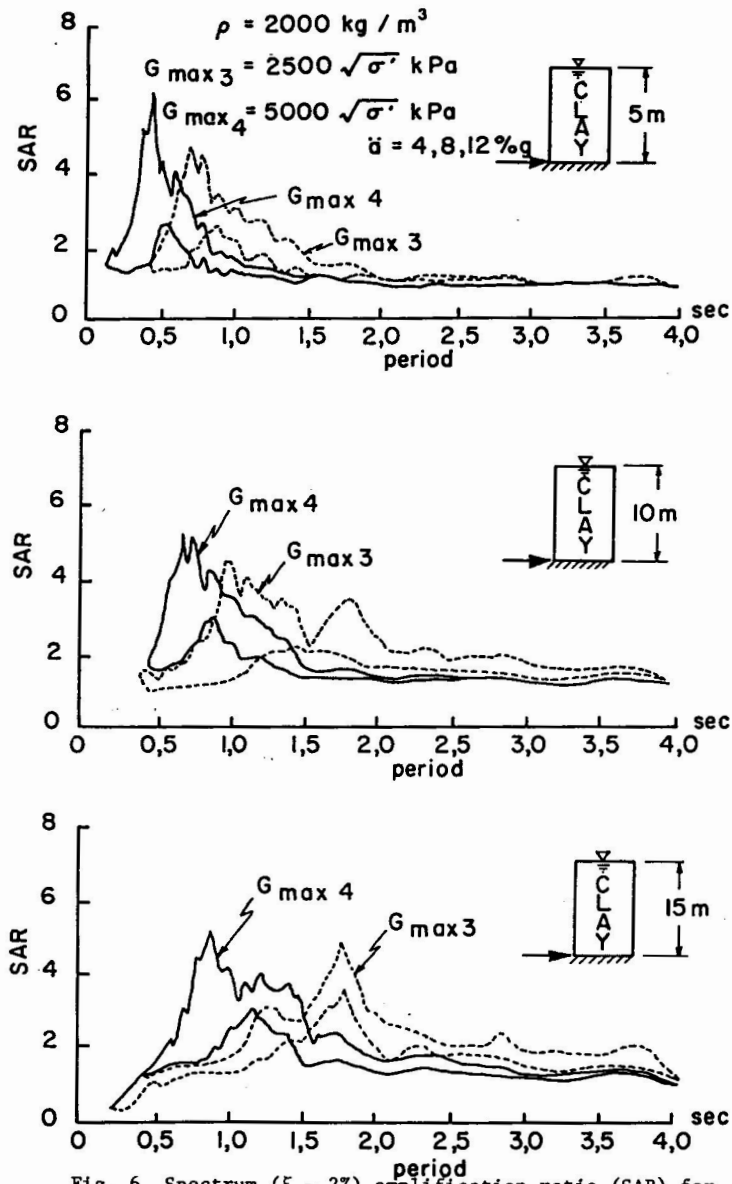 ρ = 2000 kg / m³
G max 3 = 2500 √σ' kPa
G max 4 = 5000 √σ' kPa
ä = 4,8,12%g
CLAY
5m
G max 4
G max 3
SAR
8
6
4
2
0
0 0,5 1,0 1,5 2,0 2,5 3,0 3,5 4,0 sec
period
CLAY
10m
G max 4
G max 3
SAR
8
6
4
2
0
0 0,5 1,0 1,5 2,0 2,5 3,0 3,5 4,0 sec
period
CLAY
15m
G max 4
G max 3
SAR
8
6
4
2
0
0 0,5 1,0 1,5 2,0 2,5 3,0 3,5 4,0 sec
period
Fig. 6 Spectrum 2%) amplification ratio (SAR) for